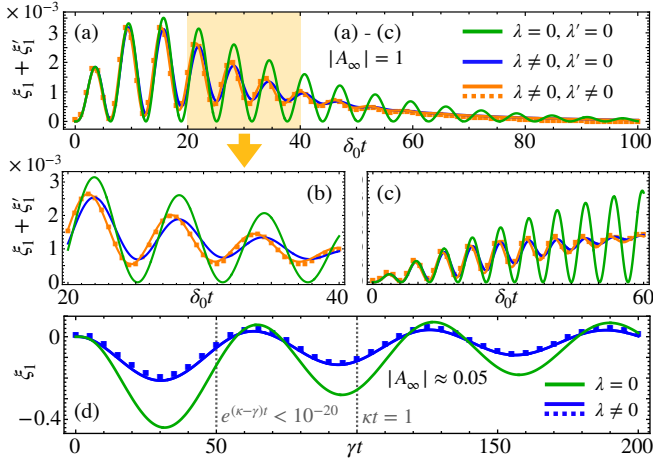 × 10⁻³
(a)
(a) - (c)
|A∞| = 1
λ = 0, λ′ = 0
λ ≠ 0, λ′ = 0
λ ≠ 0, λ′ ≠ 0
ξ₁ + ξ₁′
3
2
1
0
0 20 40 60 80 100
δ₀t
× 10⁻³
(b)
(c)
ξ₁ + ξ₁′
3
2
1
0
20 δ₀t 40
0 δ₀t 60
0
ξ₁
−0.4
(d)
|A∞| ≈ 0.05
λ = 0
λ ≠ 0
e^{(κ−γ)t} < 10⁻²⁰
κt = 1
0 50 100 150 200
γt